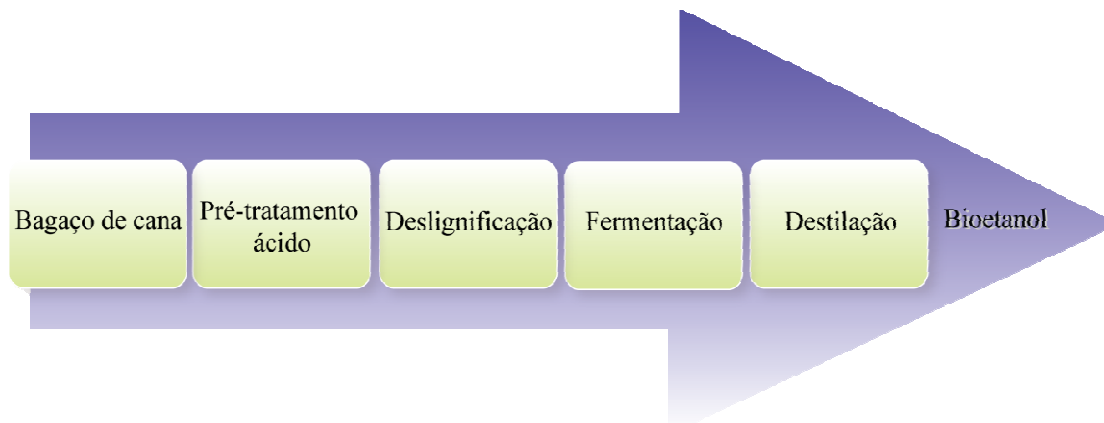 Bagaço de cana
Pré-tratamento
ácido
Deslignificação
Fermentação
Destilação
Bioetanol